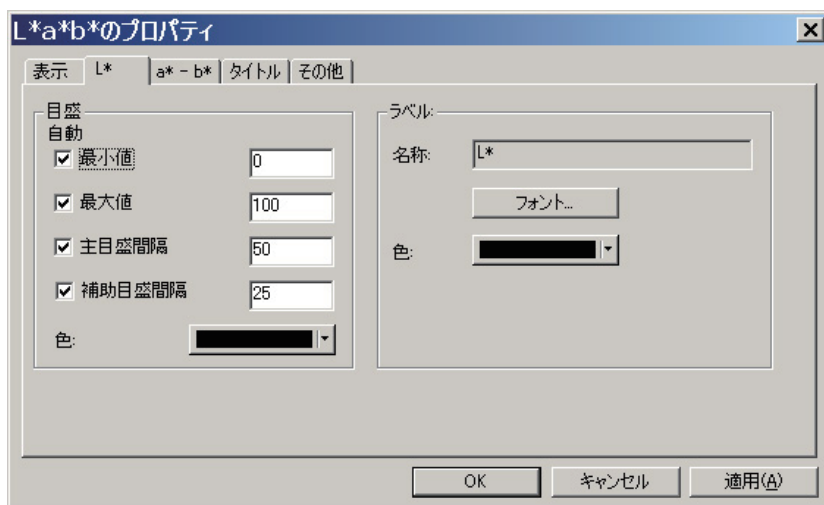 L*a*b*のプロパティ
表示 L* a* - b* タイトル その他
目盛
自動
最小値 0
最大値 100
主目盛間隔 50
補助目盛間隔 25
色:
ラベル:
名称: L*
フォント...
色:
OK キャンセル 適用(A)